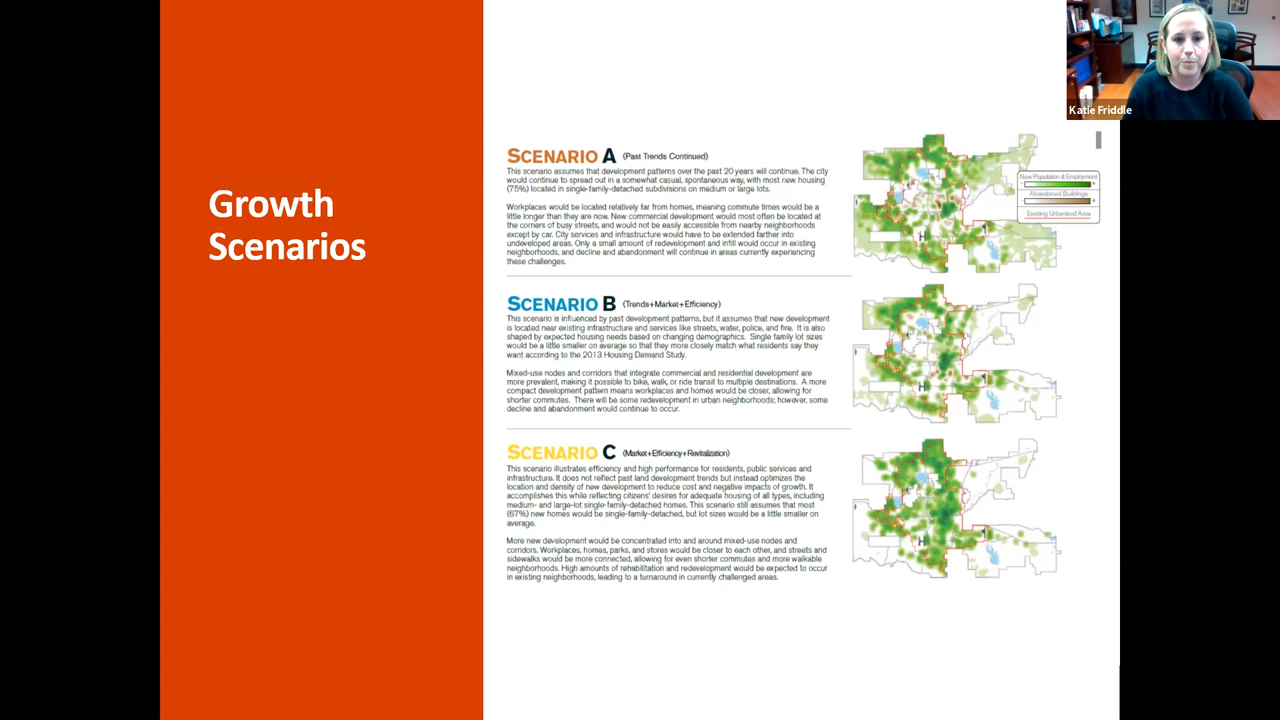 Growth
Scenarios
SCENARIO A (Past Trends Continued)
This scenario assumes that development patterns over the past 20 years will continue. The city
would continue to spread out in a somewhat casual, spontaneous way, with most new housing
(75%) located in single-family-detached subdivisions on medium or large lots.
Workplaces would be located relatively far from homes, meaning commute times would be a
little longer than they are now. New commercial development would most often be located at
the corners of busy streets, and would not be easily accessible from nearby neighborhoods
except by car. City services and infrastructure would have to be extended farther into
undeveloped areas. Only a small amount of redevelopment and infill would occur in existing
neighborhoods, and decline and abandonment will continue in areas currently experiencing
these challenges.
SCENARIO B (Trends+Market+Efficiency)
This scenario is influenced by past development patterns, but it assumes that new development
is located near existing infrastructure and services like streets, water, police, and fire. It is also
shaped by expected housing needs based on changing demographics. Single family lot sizes
would be a little smaller on average so that they more closely match what residents say they
want according to the 2013 Housing Demand Study.
Mixed-use nodes and corridors that integrate commercial and residential development are
more prevalent, making it possible to bike, walk, or ride transit to multiple destinations. A more
compact development pattern means workplaces and homes would be closer, allowing for
shorter commutes. There will be some redevelopment in urban neighborhoods; however, some
decline and abandonment would continue to occur.
SCENARIO C (Market+Efficiency+Revitalization)
This scenario illustrates efficiency and high performance for residents, public services and
infrastructure. It does not reflect past land development trends but instead optimizes the
location and density of new development to reduce cost and negative impacts of growth. It
accomplishes this while reflecting citizens' desires for adequate housing of all types, including
medium- and large-lot single-family-detached homes. This scenario still assumes that most
(67%) new homes would be single-family-detached, but lot sizes would be a little smaller on
average.
More new development would be concentrated into and around mixed-use nodes and
corridors. Workplaces, homes, parks, and stores would be closer to each other, and streets and
sidewalks would be more connected, allowing for even shorter commutes and more walkable
neighborhoods. High amounts of rehabilitation and redevelopment would be expected to occur
in existing neighborhoods, leading to a turnaround in currently challenged areas.
New Population & Employment
- +
Abandoned Buildings
- +
Existing Urbanized Area
Katie Friddle